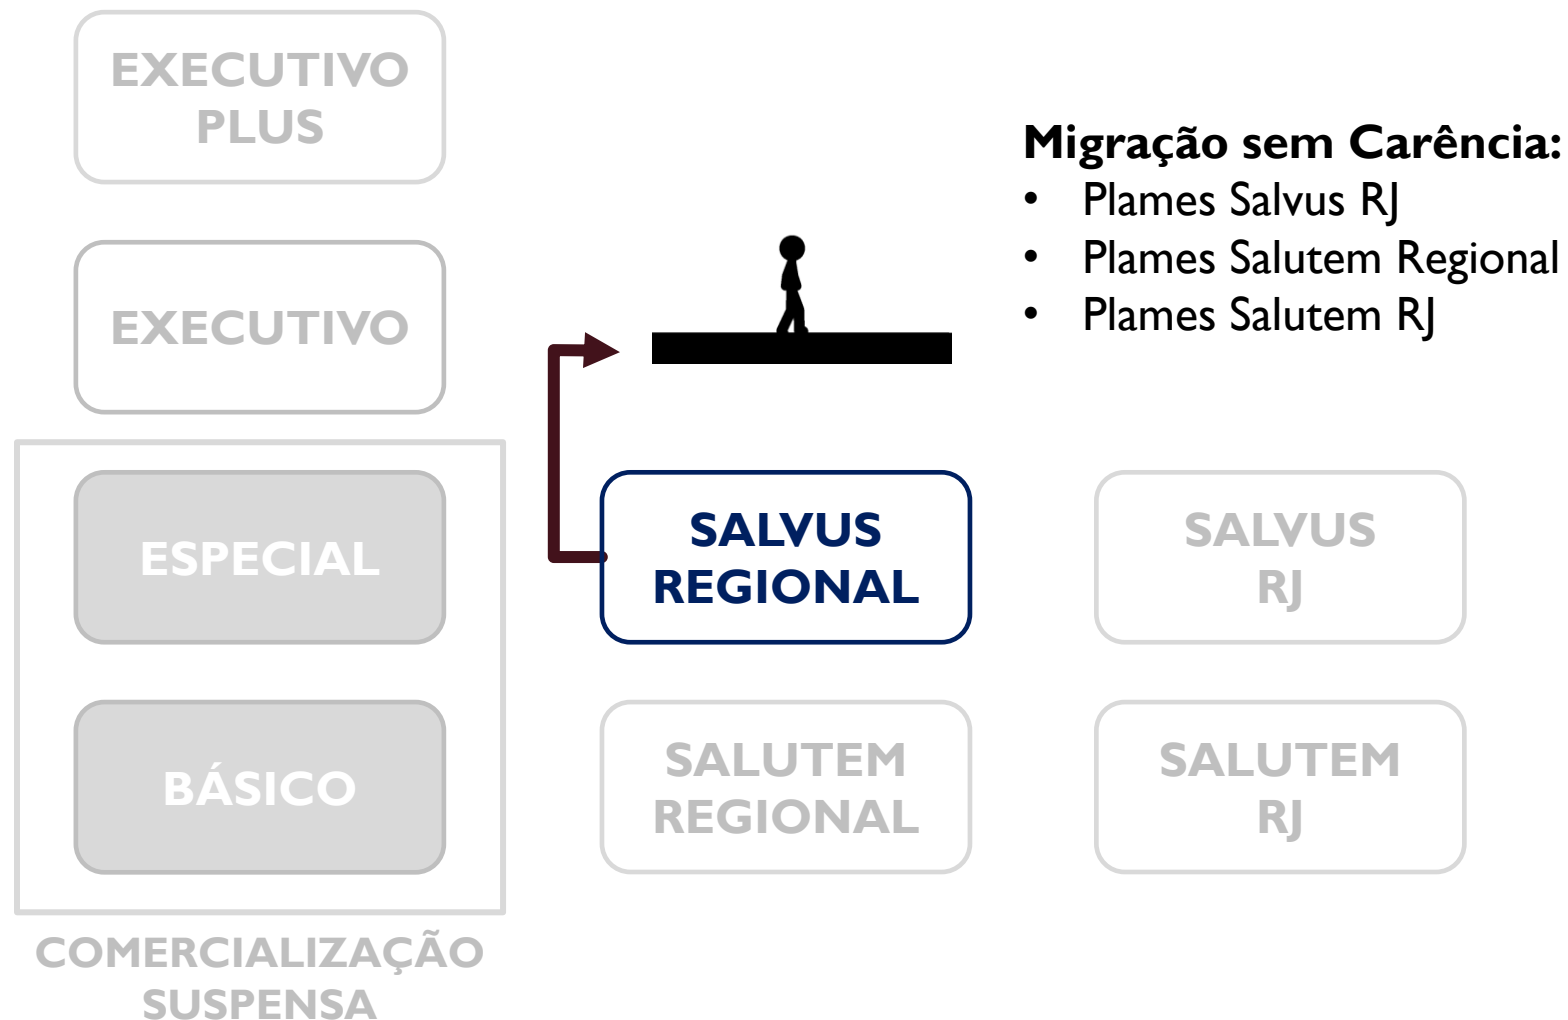 EXECUTIVO
PLUS
Migração sem Carência:
• Plames Salvus RJ
• Plames Salutem Regional
• Plames Salutem RJ
EXECUTIVO
ESPECIAL
SALVUS
REGIONAL
SALVUS
RJ
BÁSICO
SALUTEM
REGIONAL
SALUTEM
RJ
COMERCIALIZAÇÃO
SUSPENSA